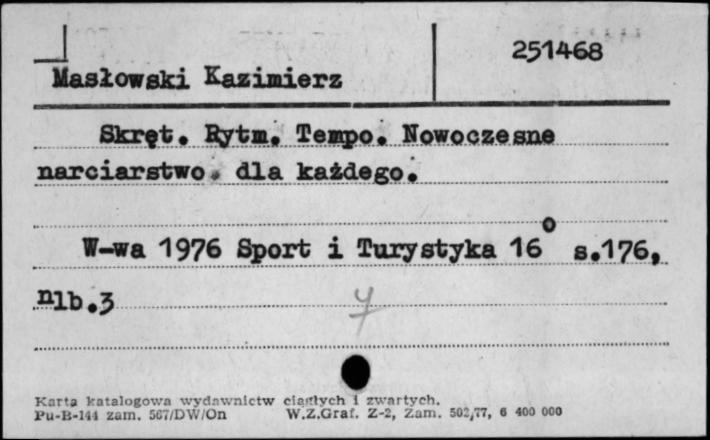 251468
Masłowski Kazimierz
Skręt. Rytm. Tempo. Nowoczesne
narciarstwo. dla każdego.
W-wa 1976 Sport i Turystyka 16° s.176,
nlb.3
4
Karta katalogowa wydawnictw ciągłych i zwartych.
Pu-B-144 zam. 567/DW/On W.Z.Graf. Z-2, Zam. 502/77, 6 400 000